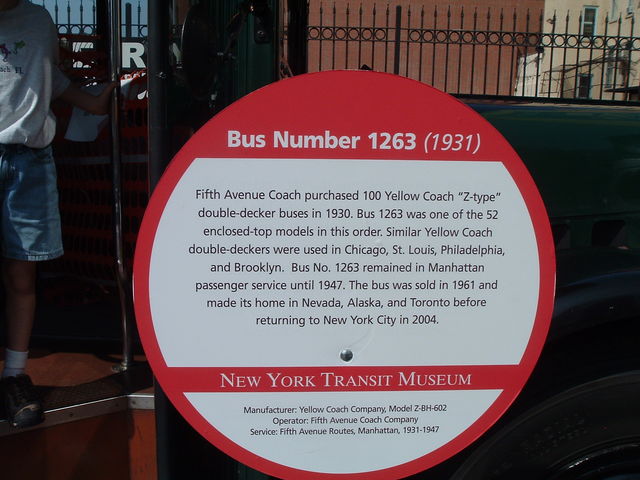 R
ach FL
Bus Number 1263 (1931)
Fifth Avenue Coach purchased 100 Yellow Coach "Z-type"
double-decker buses in 1930. Bus 1263 was one of the 52
enclosed-top models in this order. Similar Yellow Coach
double-deckers were used in Chicago, St. Louis, Philadelphia,
and Brooklyn. Bus No. 1263 remained in Manhattan
passenger service until 1947. The bus was sold in 1961 and
made its home in Nevada, Alaska, and Toronto before
returning to New York City in 2004.
NEW YORK TRANSIT MUSEUM
Manufacturer: Yellow Coach Company, Model Z-BH-602
Operator: Fifth Avenue Coach Company
Service: Fifth Avenue Routes, Manhattan, 1931-1947